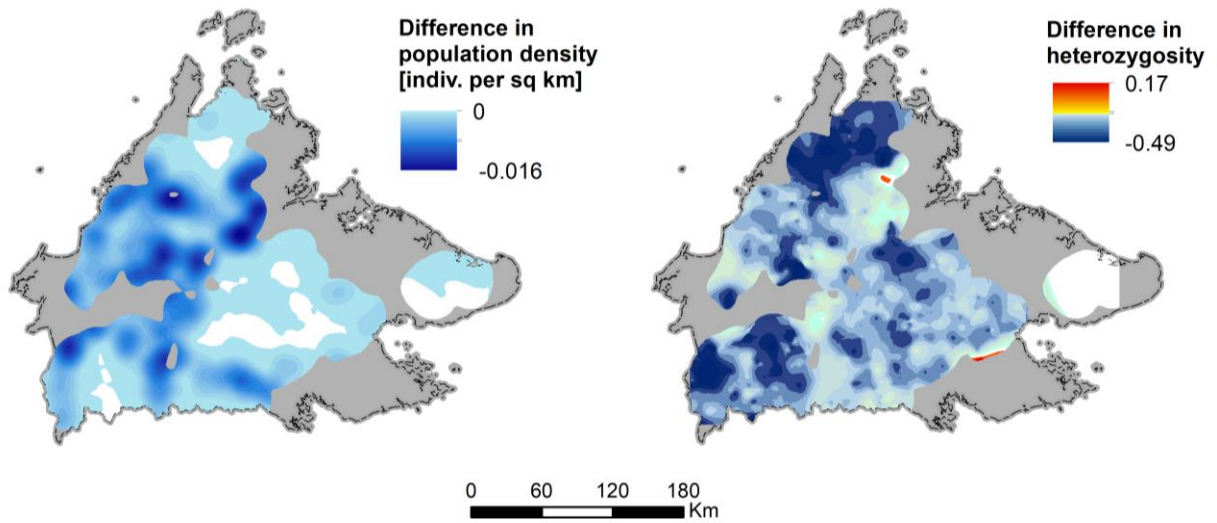 Difference in
population density
[indiv. per sq km]
0
-0.016
Difference in
heterozygosity
0.17
-0.49
0 60 120 180
Km